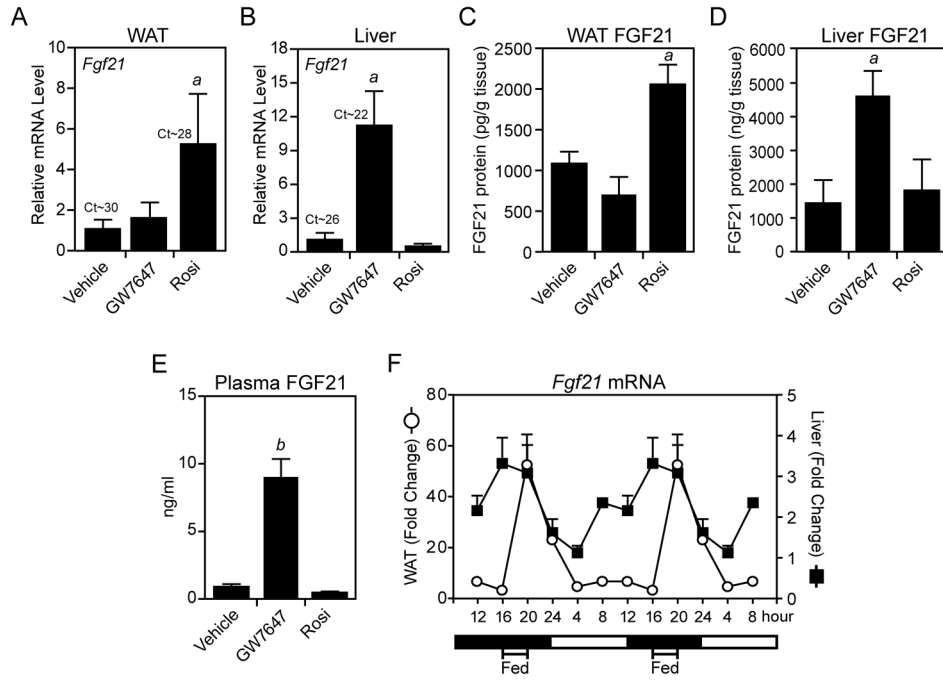 A
WAT
Fgf21
Relative mRNA Level
10
8
6
4
2
0
Ct~30
Ct~28
a
Vehicle
GW7647
Rosi
B
Liver
Fgf21
Relative mRNA Level
18
15
12
9
6
3
0
Ct~26
Ct~22
a
Vehicle
GW7647
Rosi
C
WAT FGF21
FGF21 protein (pg/g tissue)
2500
2000
1500
1000
500
0
a
Vehicle
GW7647
Rosi
D
Liver FGF21
FGF21 protein (ng/g tissue)
6000
5000
4000
3000
2000
1000
0
a
Vehicle
GW7647
Rosi
E
Plasma FGF21
ng/ml
15
10
5
0
b
Vehicle
GW7647
Rosi
F
Fgf21 mRNA
WAT (Fold Change)
80
60
40
20
0
5
4
3
2
1
0
Liver (Fold Change)
12 16 20 24 4 8 12 16 20 24 4 8 hour
Fed Fed